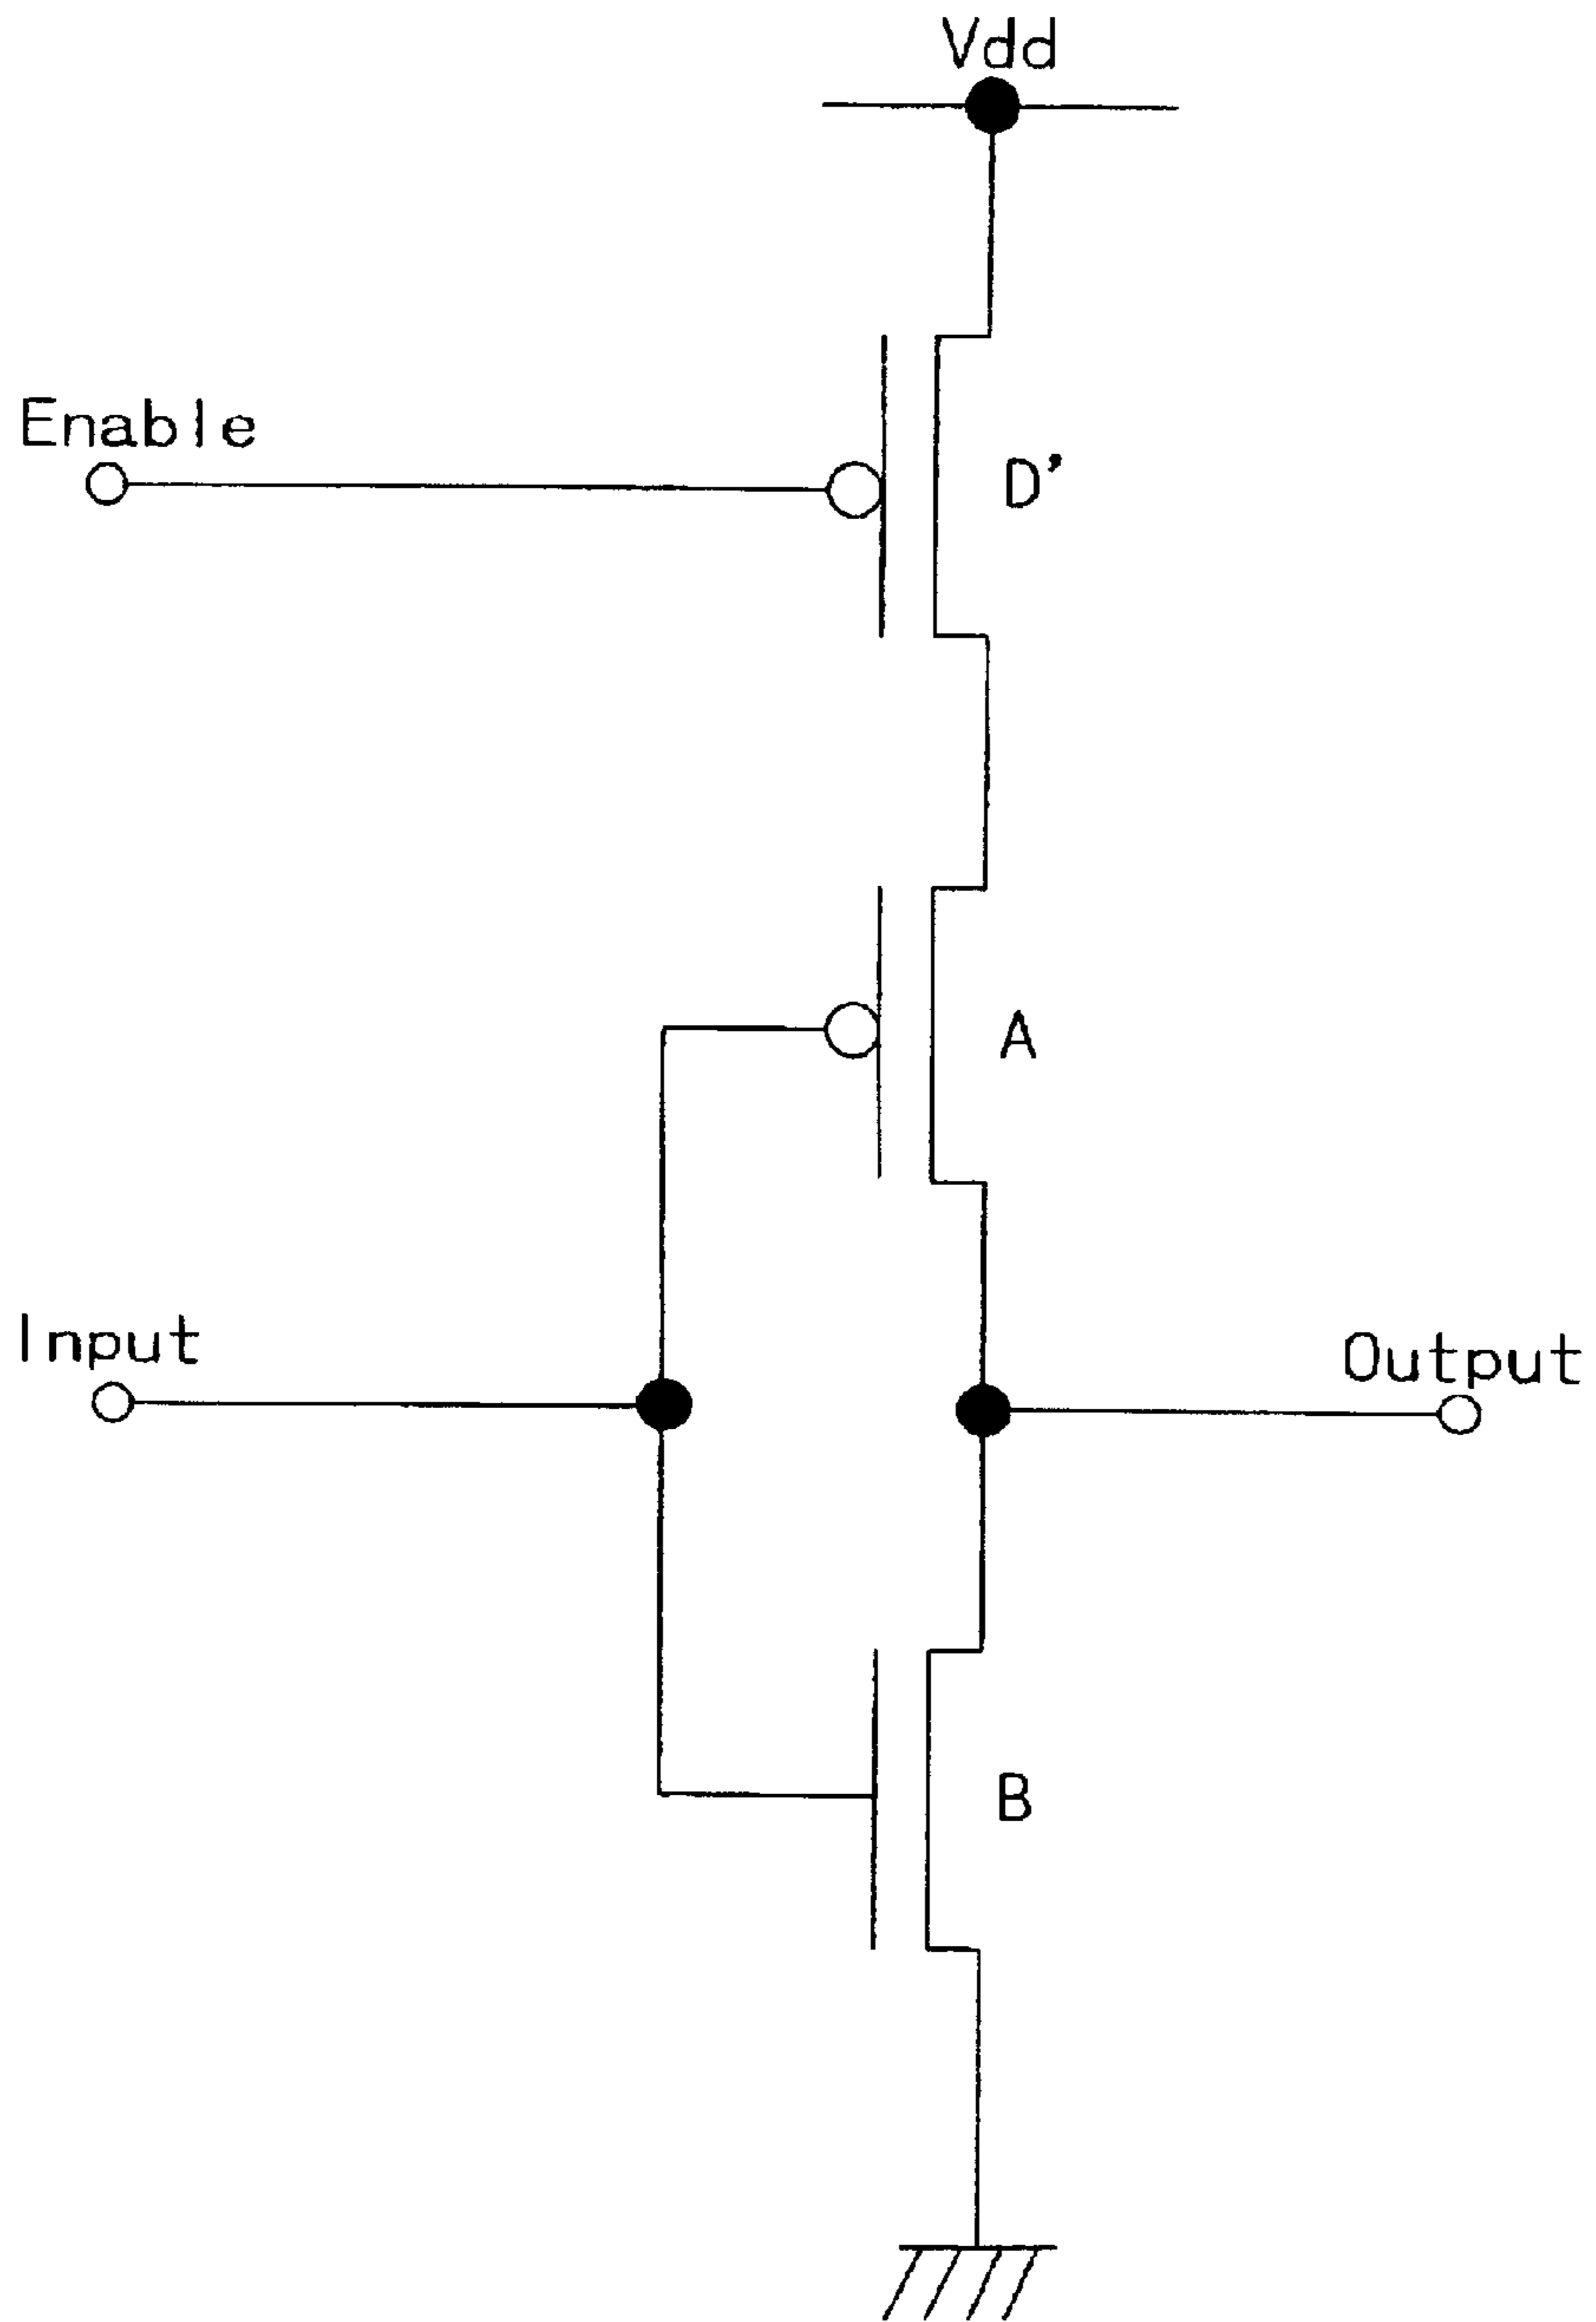 Vdd
Enable
D'
A
Input
Output
B